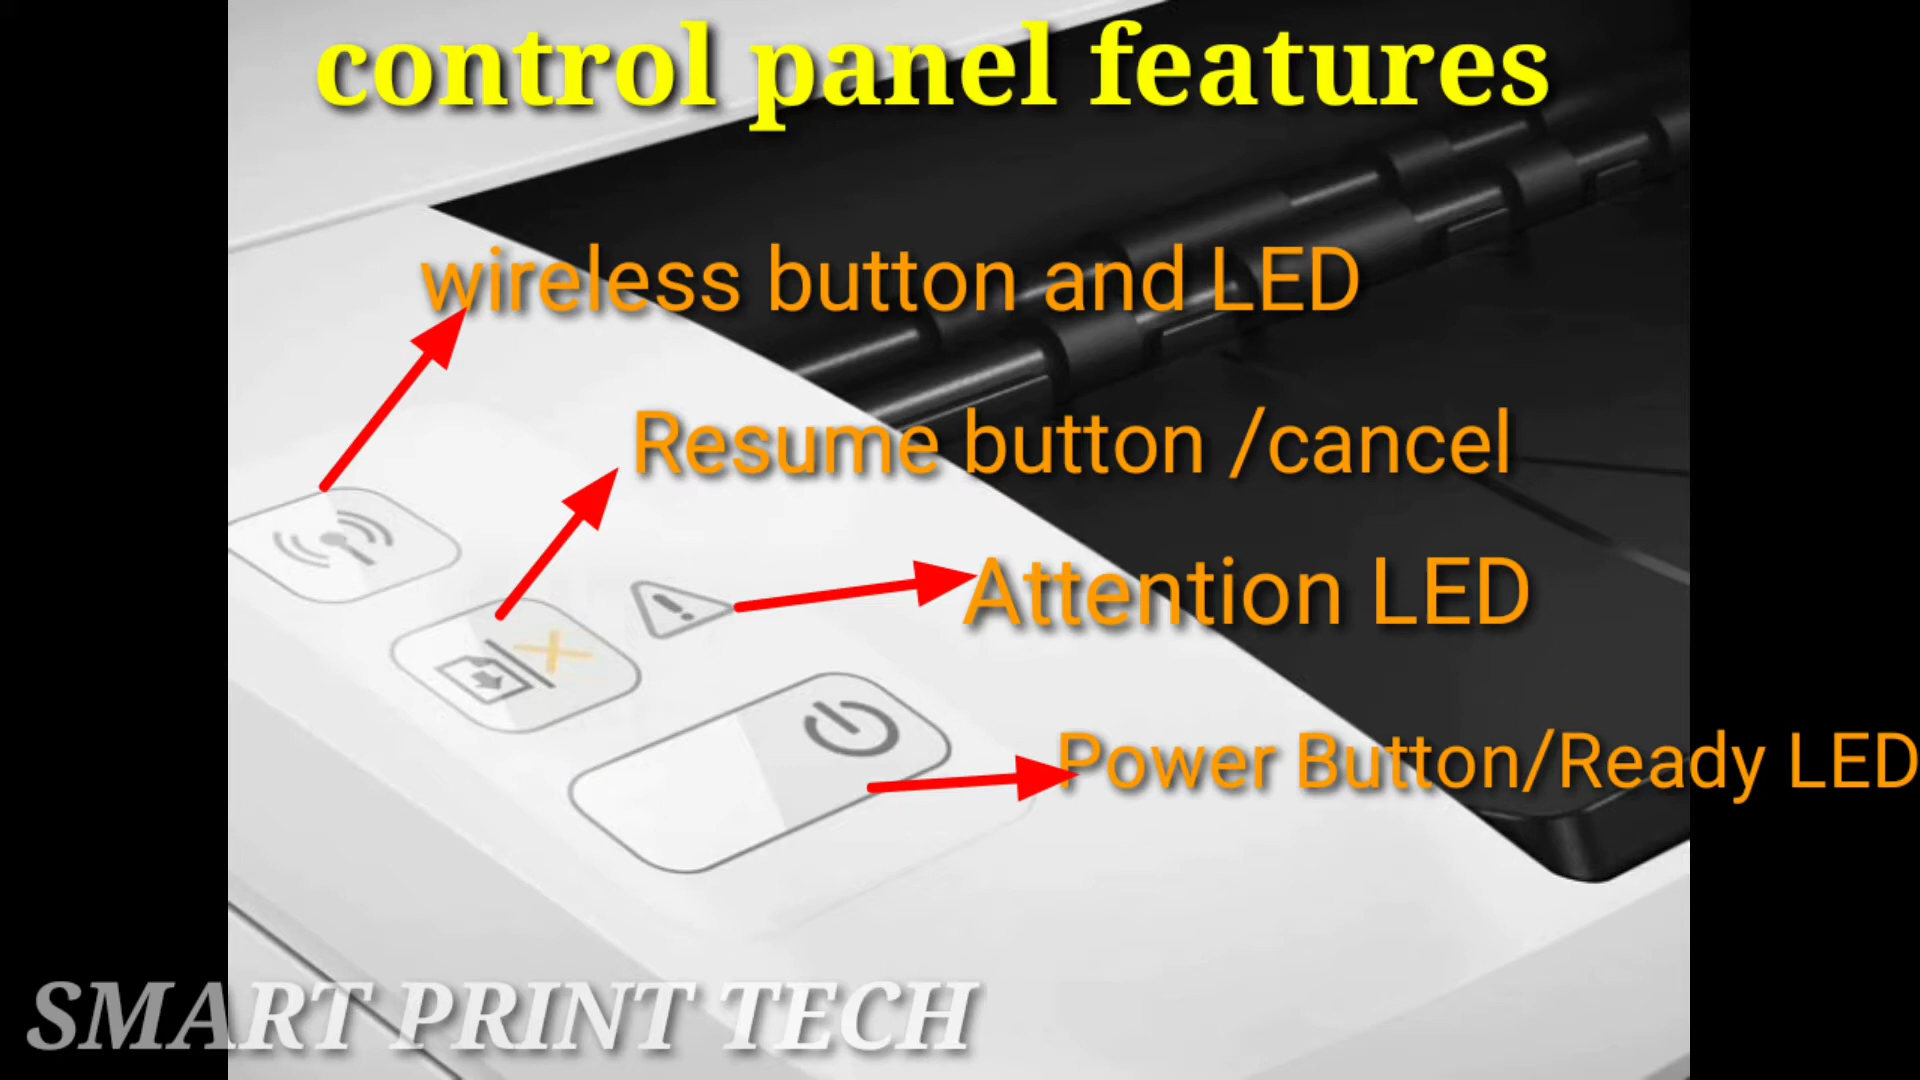 control panel features
wireless button and LED
Resume button /cancel
Attention LED
Power Button/Ready LED
SMART PRINT TECH